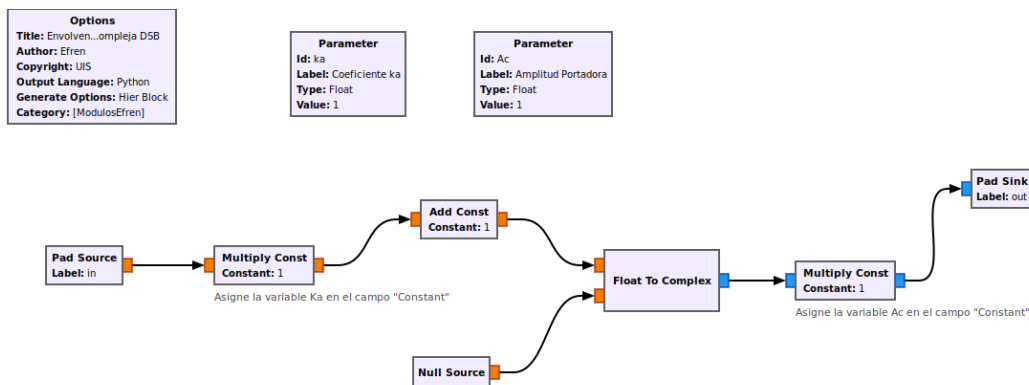 Options
Title: Envolven...ompleja DSB
Author: Efren
Copyright: UIS
Output Language: Python
Generate Options: Hier Block
Category: [ModulosEfren]
Parameter
Id: ka
Label: Coeficiente ka
Type: Float
Value: 1
Parameter
Id: Ac
Label: Amplitud Portadora
Type: Float
Value: 1
Pad Sink
Label: out
Add Const
Constant: 1
Pad Source
Label: in
Multiply Const
Constant: 1
Asigne la variable Ka en el campo "Constant"
Float To Complex
Multiply Const
Constant: 1
Asigne la variable Ac en el campo "Constant"
Null Source